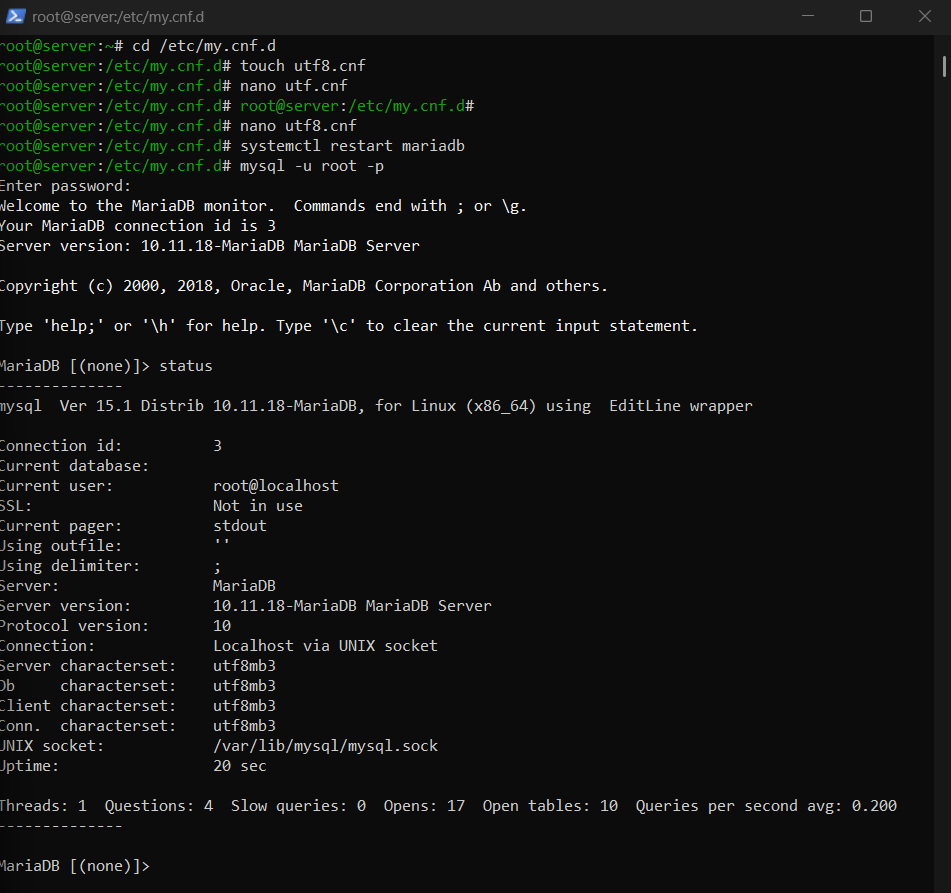 root@server:/etc/my.cnf.d
root@server:~# cd /etc/my.cnf.d
root@server:/etc/my.cnf.d# touch utf8.cnf
root@server:/etc/my.cnf.d# nano utf.cnf
root@server:/etc/my.cnf.d# root@server:/etc/my.cnf.d#
root@server:/etc/my.cnf.d# nano utf8.cnf
root@server:/etc/my.cnf.d# systemctl restart mariadb
root@server:/etc/my.cnf.d# mysql -u root -p
Enter password:
Welcome to the MariaDB monitor.  Commands end with ; or \g.
Your MariaDB connection id is 3
Server version: 10.11.18-MariaDB MariaDB Server

Copyright (c) 2000, 2018, Oracle, MariaDB Corporation Ab and others.

Type 'help;' or '\h' for help. Type '\c' to clear the current input statement.

MariaDB [(none)]> status
--------------
mysql  Ver 15.1 Distrib 10.11.18-MariaDB, for Linux (x86_64) using  EditLine wrapper

Connection id:          3
Current database:
Current user:           root@localhost
SSL:                    Not in use
Current pager:          stdout
Using outfile:          ''
Using delimiter:        ;
Server:                 MariaDB
Server version:         10.11.18-MariaDB MariaDB Server
Protocol version:       10
Connection:             Localhost via UNIX socket
Server characterset:    utf8mb3
Db     characterset:    utf8mb3
Client characterset:    utf8mb3
Conn.  characterset:    utf8mb3
UNIX socket:            /var/lib/mysql/mysql.sock
Uptime:                 20 sec

Threads: 1  Questions: 4  Slow queries: 0  Opens: 17  Open tables: 10  Queries per second avg: 0.200
--------------

MariaDB [(none)]>